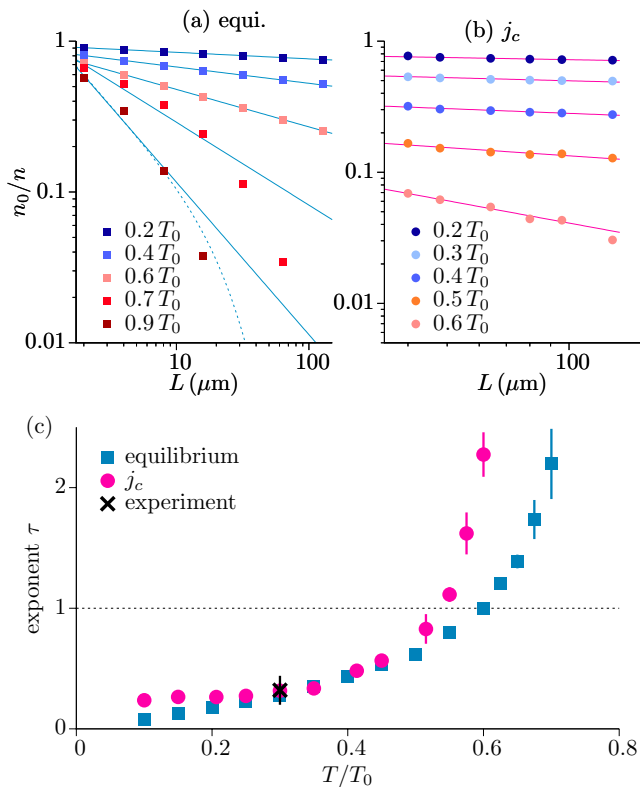 (a) equi.
(b) j_c
n_0/n
1
0.1
0.01
0.2 T_0
0.4 T_0
0.6 T_0
0.7 T_0
0.9 T_0
10
100
L (μm)
1
0.1
0.01
0.2 T_0
0.3 T_0
0.4 T_0
0.5 T_0
0.6 T_0
100
L (μm)
(c)
equilibrium
j_c
experiment
exponent τ
2
1
0
0
0.2
0.4
0.6
0.8
T/T_0